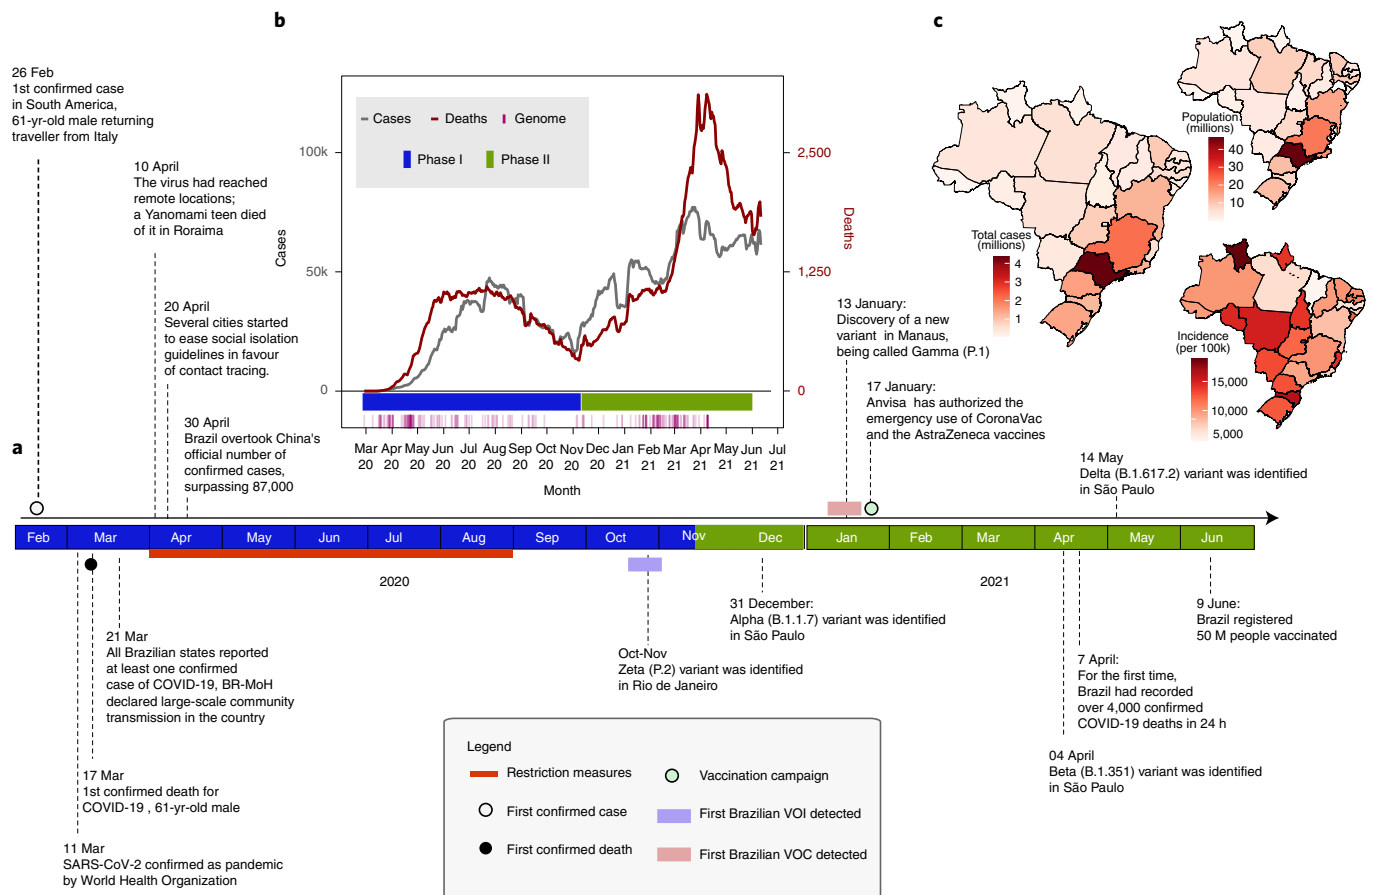 b
c
26 Feb
1st confirmed case
in South America,
61-yr-old male returning
traveller from Italy
10 April
The virus had reached
remote locations;
a Yanomami teen died
of it in Roraima
20 April
Several cities started
to ease social isolation
guidelines in favour
of contact tracing.
30 April
Brazil overtook China's
official number of
confirmed cases,
surpassing 87,000
a
Cases
Deaths
Genome
Phase I
Phase II
100k
50k
0
Cases
2,500
1,250
0
Deaths
Mar Apr May Jun Jul Aug Sep Oct Nov Dec Jan Feb Mar Apr May Jun Jul
20 20 20 20 20 20 20 20 20 20 21 21 21 21 21 21 21
Month
Total cases
(millions)
4
3
2
1
Population
(millions)
40
30
20
10
Incidence
(per 100k)
15,000
10,000
5,000
13 January:
Discovery of a new
variant in Manaus,
being called Gamma (P.1)
17 January:
Anvisa has authorized the
emergency use of CoronaVac
and the AstraZeneca vaccines
14 May
Delta (B.1.617.2) variant was identified
in São Paulo
Feb Mar Apr May Jun Jul Aug Sep Oct Nov Dec Jan Feb Mar Apr May Jun
2020
2021
21 Mar
All Brazilian states reported
at least one confirmed
case of COVID-19, BR-MoH
declared large-scale community
transmission in the country
17 Mar
1st confirmed death for
COVID-19 , 61-yr-old male
11 Mar
SARS-CoV-2 confirmed as pandemic
by World Health Organization
Oct-Nov
Zeta (P.2) variant was identified
in Rio de Janeiro
31 December:
Alpha (B.1.1.7) variant was identified
in São Paulo
9 June:
Brazil registered
50 M people vaccinated
7 April:
For the first time,
Brazil had recorded
over 4,000 confirmed
COVID-19 deaths in 24 h
04 April
Beta (B.1.351) variant was identified
in São Paulo
Legend
Restriction measures
First confirmed case
First confirmed death
Vaccination campaign
First Brazilian VOI detected
First Brazilian VOC detected